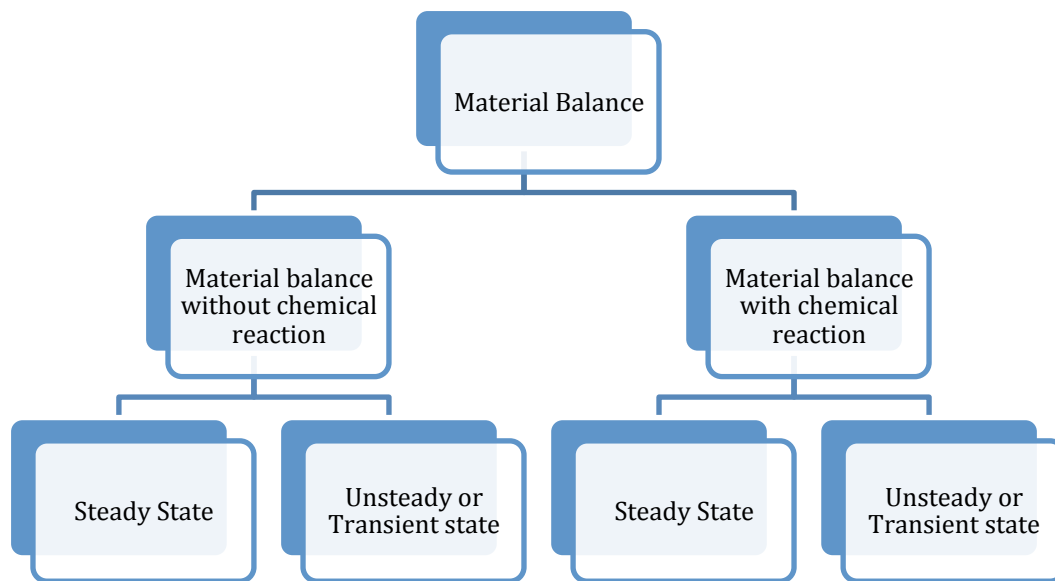 Material Balance
Material balance
without chemical
reaction
Material balance
with chemical
reaction
Steady State
Unsteady or
Transient state
Steady State
Unsteady or
Transient state